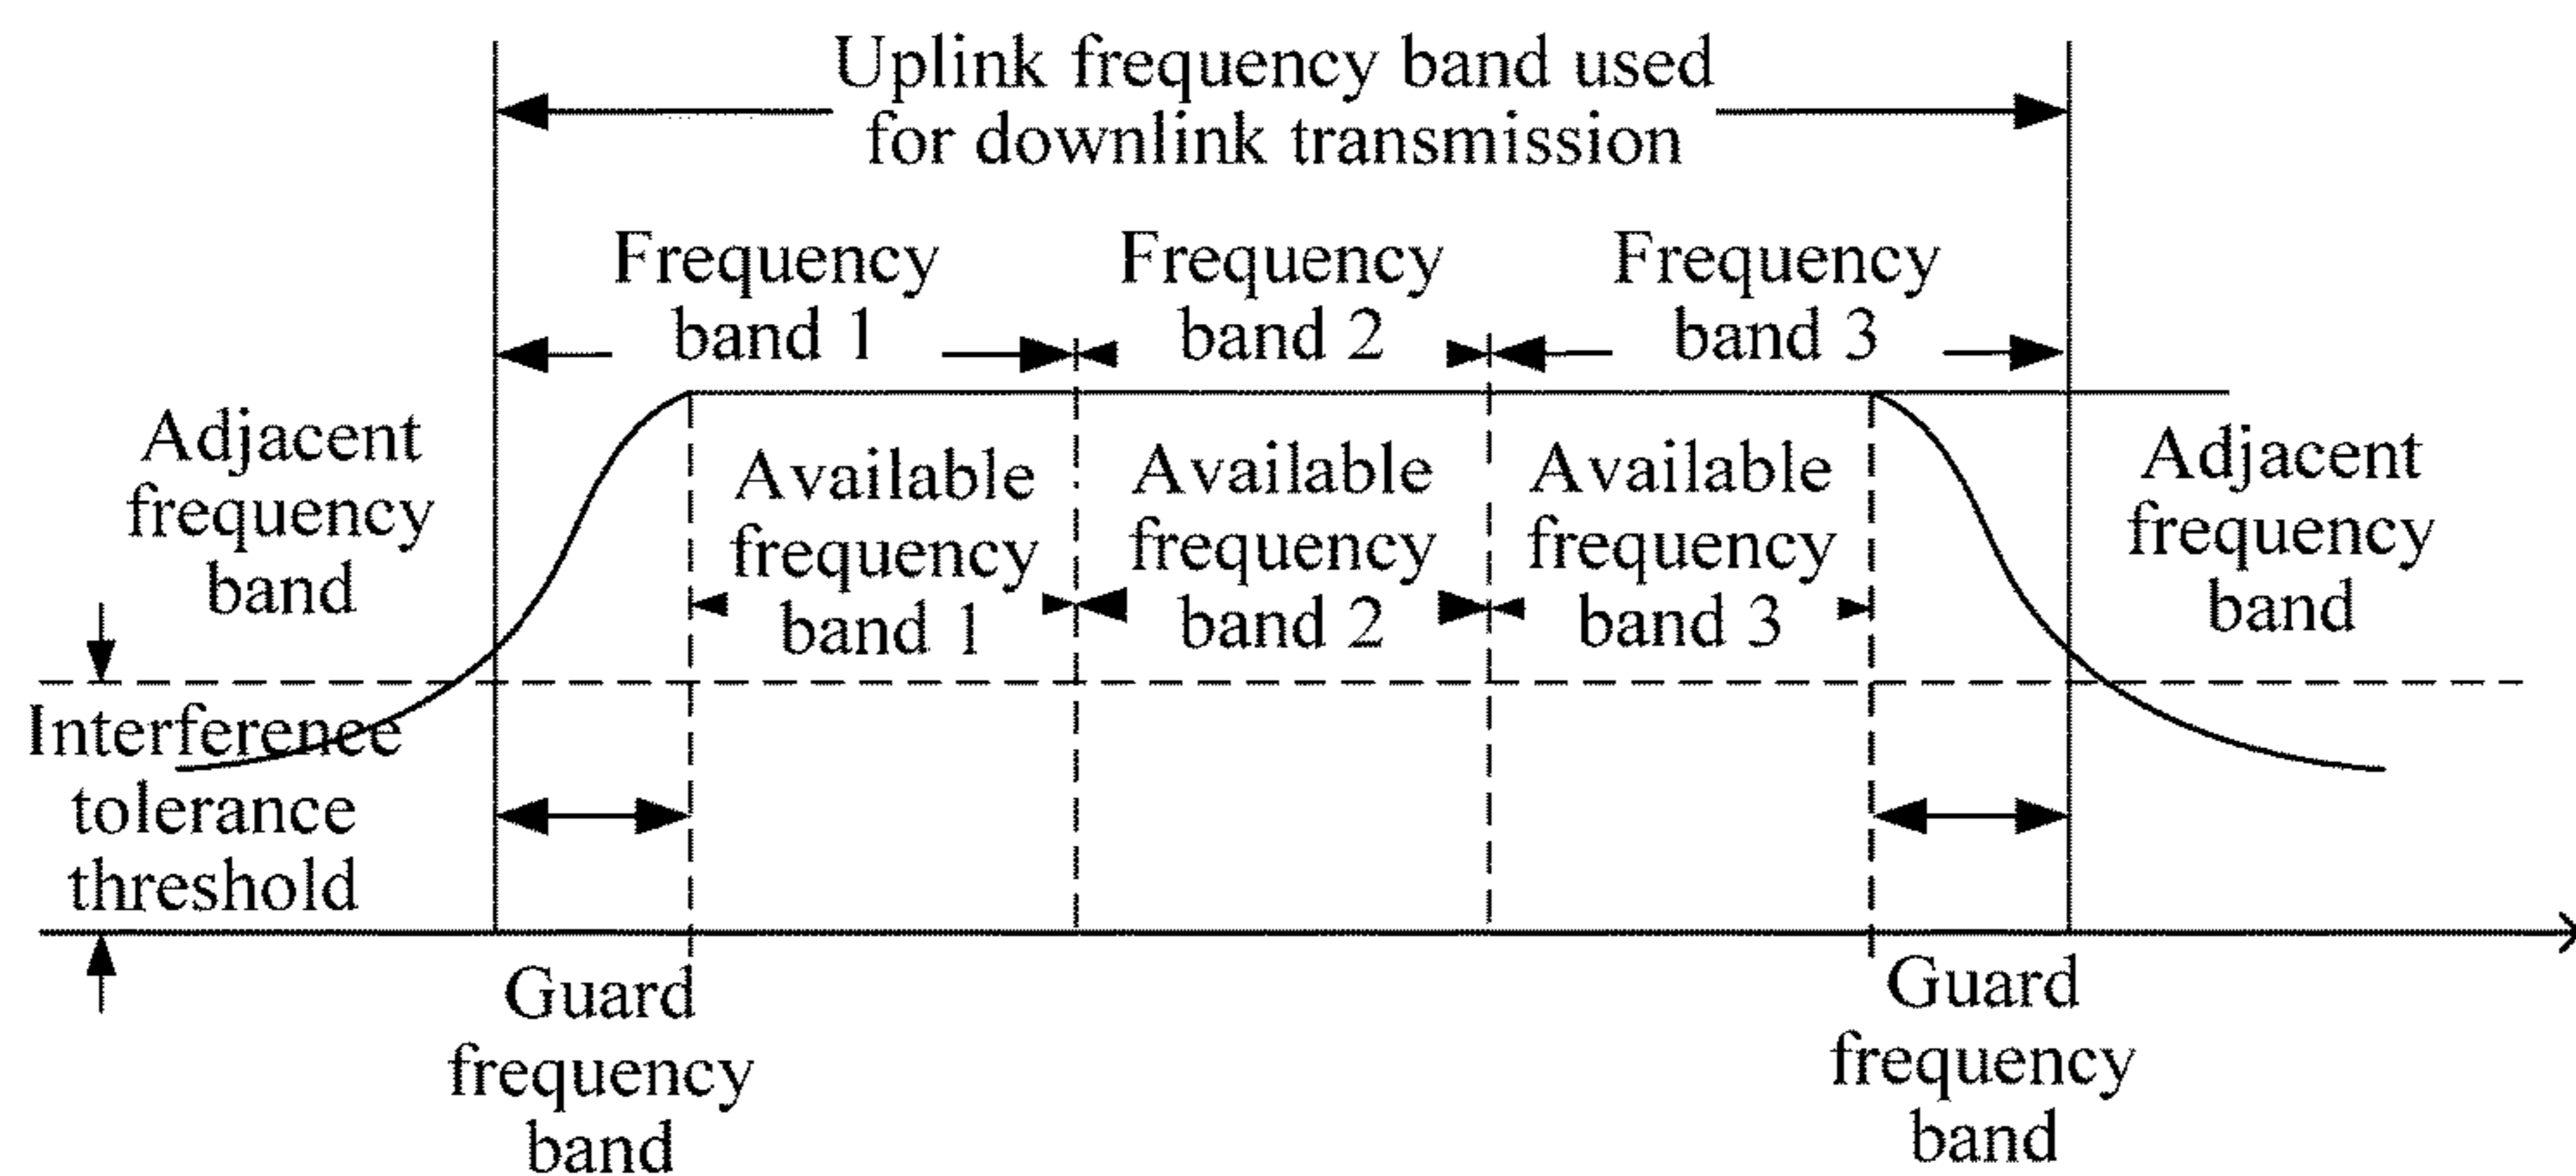 Uplink frequency band used
for downlink transmission
Frequency
band 1
Frequency
band 2
Frequency
band 3
Adjacent
frequency
band
Available
frequency
band 1
Available
frequency
band 2
Available
frequency
band 3
Adjacent
frequency
band
Interference
tolerance
threshold
Guard
frequency
band
Guard
frequency
band